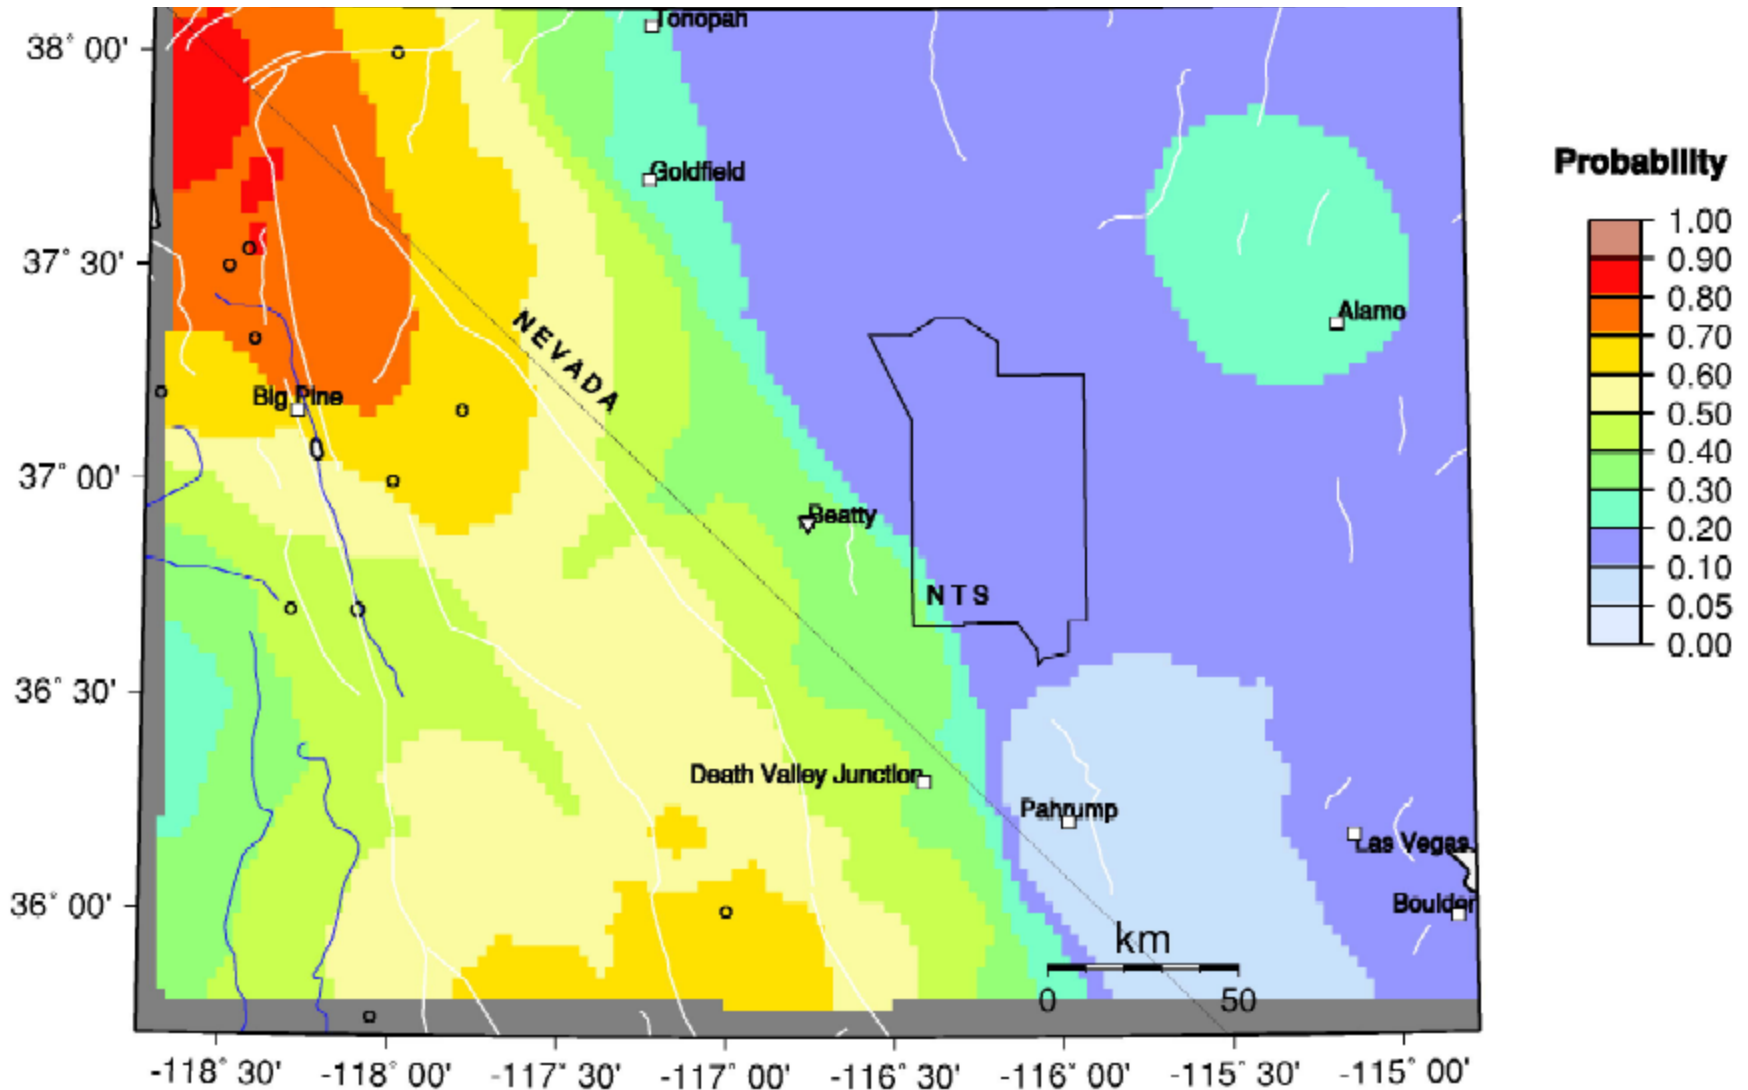 Tonopah
38° 00'
Goldfield
Probability
1.00
0.90
0.80
0.70
0.60
0.50
0.40
0.30
0.20
0.10
0.05
0.00
37° 30'
Alamo
NEVADA
Big Pine
37° 00'
Beatty
NTS
36° 30'
Death Valley Junction
Pahrump
Las Vegas
36° 00'
Boulder
km
0 50
-118° 30' -118° 00' -117° 30' -117° 00' -116° 30' -116° 00' -115° 30' -115° 00'